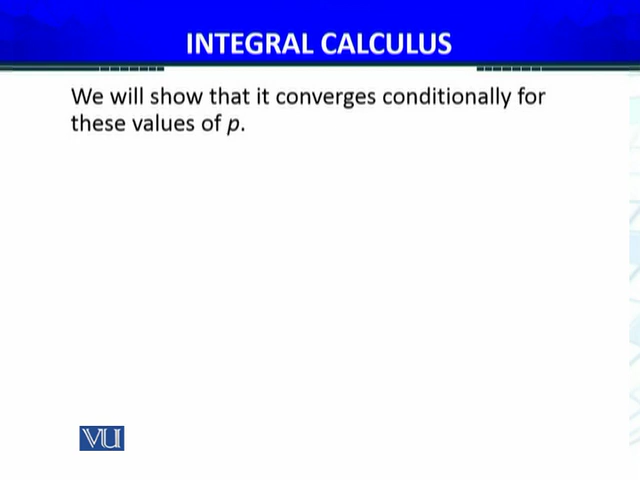 INTEGRAL CALCULUS
We will show that it converges conditionally for
these values of p.
VU